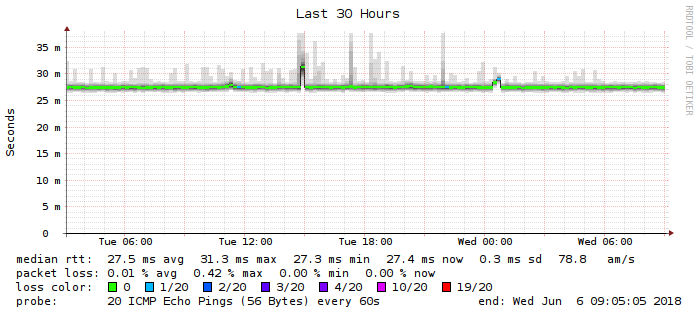 Last 30 Hours
RRDTOOL / TOBI OETIKER
Seconds
35 m
30 m
25 m
20 m
15 m
10 m
5 m
0
Tue 06:00 Tue 12:00 Tue 18:00 Wed 00:00 Wed 06:00
median rtt: 27.5 ms avg 31.3 ms max 27.3 ms min 27.4 ms now 0.3 ms sd 78.8 am/s
packet loss: 0.01 % avg 0.42 % max 0.00 % min 0.00 % now
loss color: 0 1/20 2/20 3/20 4/20 10/20 19/20
probe: 20 ICMP Echo Pings (56 Bytes) every 60s end: Wed Jun 6 09:05:05 2018